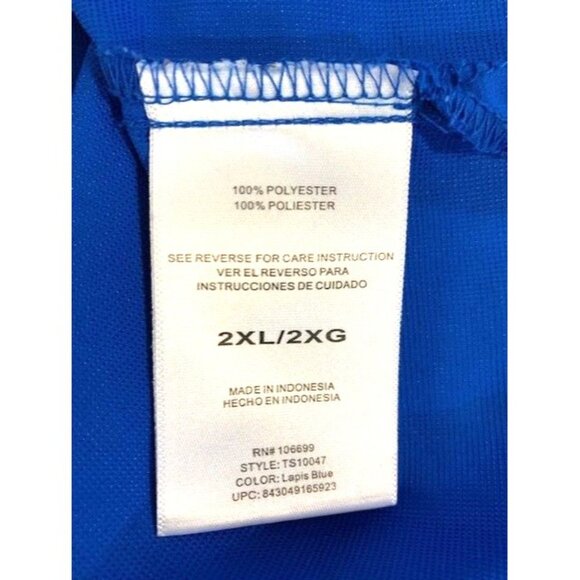 100% POLYESTER
100% POLIESTER
SEE REVERSE FOR CARE INSTRUCTION
VER EL REVERSO PARA
INSTRUCCIONES DE CUIDADO
2XL/2XG
MADE IN INDONESIA
HECHO EN INDONESIA
RN# 106699
STYLE: TS10047
COLOR: Lapis Blue
UPC: 843049165923